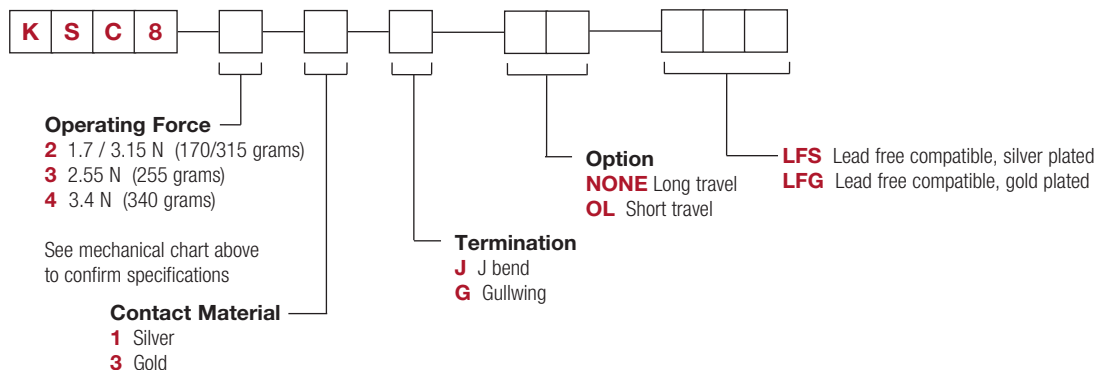 K S C 8
Operating Force
2 1.7 / 3.15 N (170/315 grams)
3 2.55 N (255 grams)
4 3.4 N (340 grams)
See mechanical chart above
to confirm specifications
Contact Material
1 Silver
3 Gold
Termination
J J bend
G Gullwing
Option
NONE Long travel
OL Short travel
LFS Lead free compatible, silver plated
LFG Lead free compatible, gold plated